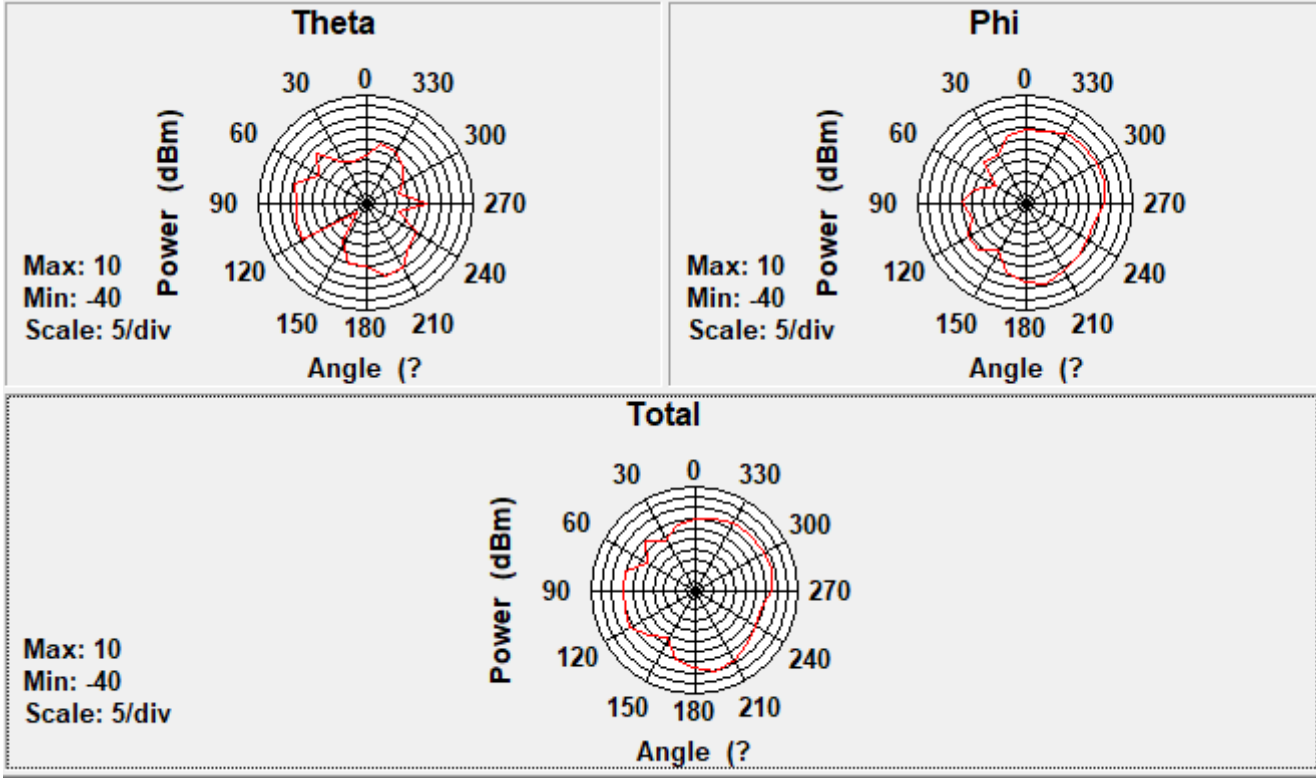 Theta
0
30 330
60 300
90 270
120 240
150 180 210
Power (dBm)
Max: 10
Min: -40
Scale: 5/div
Angle (?
Phi
0
30 330
60 300
90 270
120 240
150 180 210
Power (dBm)
Max: 10
Min: -40
Scale: 5/div
Angle (?
Total
0
30 330
60 300
90 270
120 240
150 180 210
Power (dBm)
Max: 10
Min: -40
Scale: 5/div
Angle (?